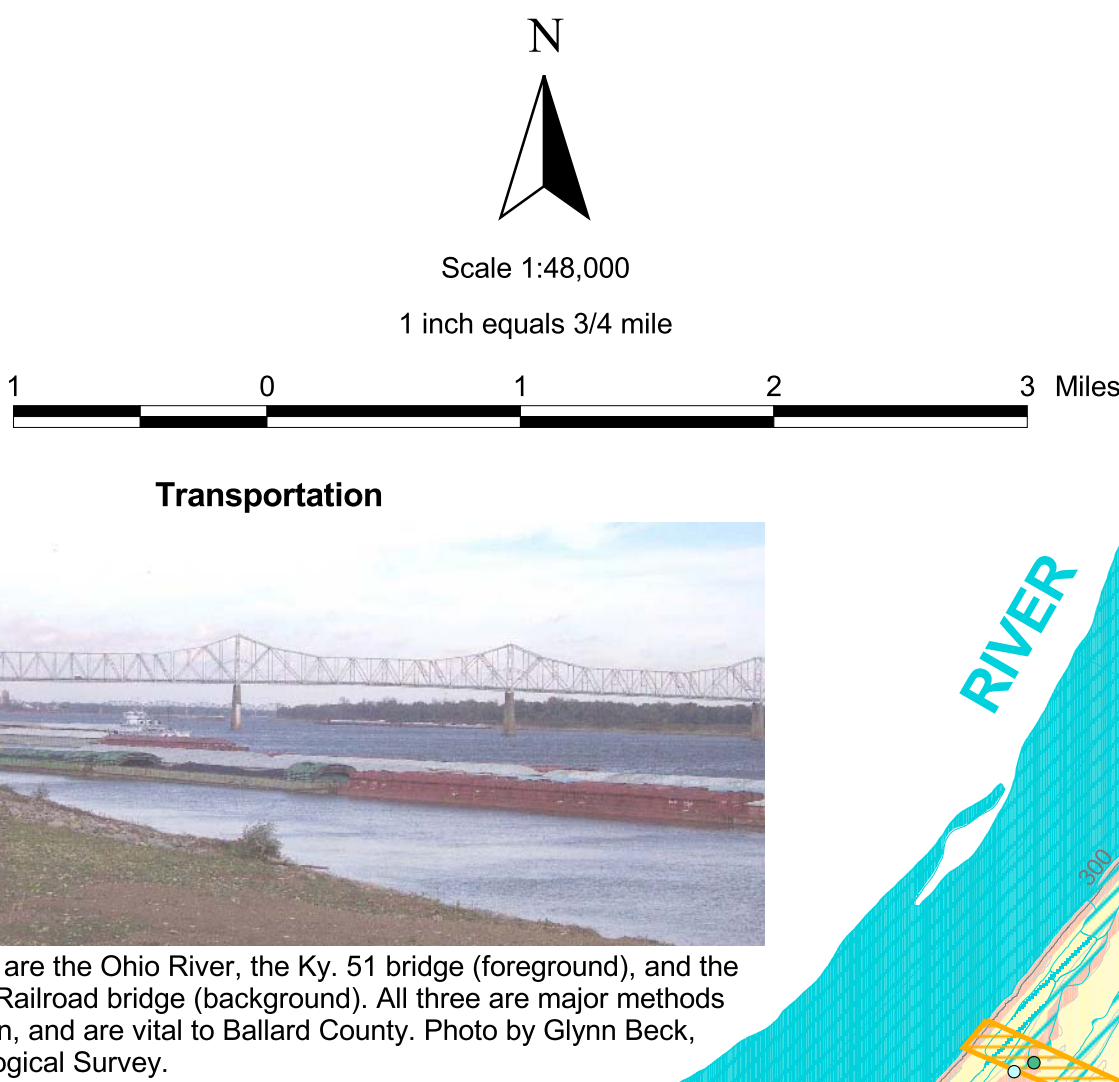 N
Scale 1:48,000
1 inch equals 3/4 mile
1 0 1 2 3 Miles
Transportation
RIVER
300
are the Ohio River, the Ky. 51 bridge (foreground), and the
Railroad bridge (background). All three are major methods
n, and are vital to Ballard County. Photo by Glynn Beck,
ogical Survey.